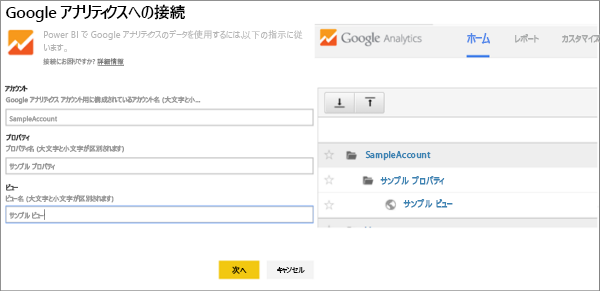 Google アナリティクスへの接続
Power BI で Google アナリティクスのデータを使用するには、以下の指示に従
います。
接続にお困りですか? 詳細情報
アカウント
Google アナリティクス アカウント用に構成されているアカウント名 (大文字と小...
SampleAccount
プロパティ
プロパティ名 (大文字と小文字が区別されます)
サンプル プロパティ
ビュー
ビュー名 (大文字と小文字が区別されます)
サンプル ビュー
次へ
キャンセル
Google Analytics
ホーム
レポート
カスタマイズ
SampleAccount
サンプル プロパティ
サンプル ビュー